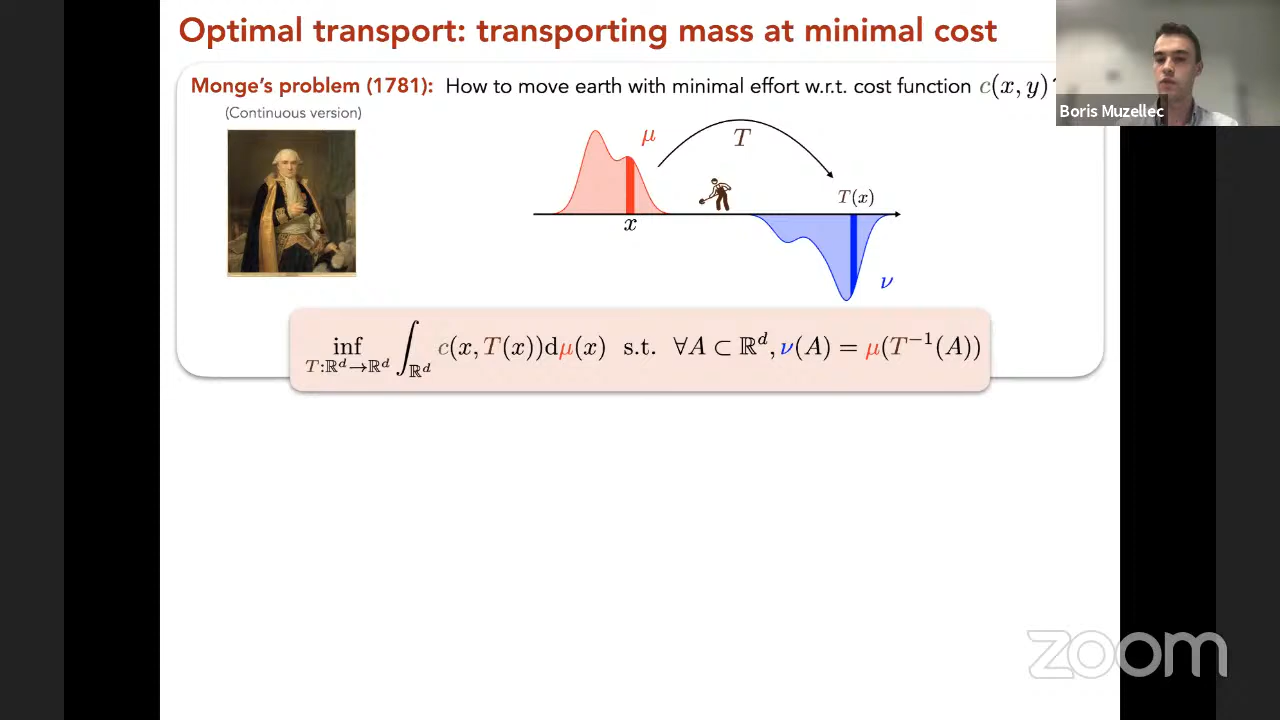 Optimal transport: transporting mass at minimal cost
Monge's problem (1781): How to move earth with minimal effort w.r.t. cost function c(x, y)?
(Continuous version)
Boris Muzellec
μ
T
T(x)
x
ν
inf_{T:ℝ^d→ℝ^d} ∫_{ℝ^d} c(x, T(x))dμ(x) s.t. ∀A ⊂ ℝ^d, ν(A) = μ(T^{−1}(A))
zoom